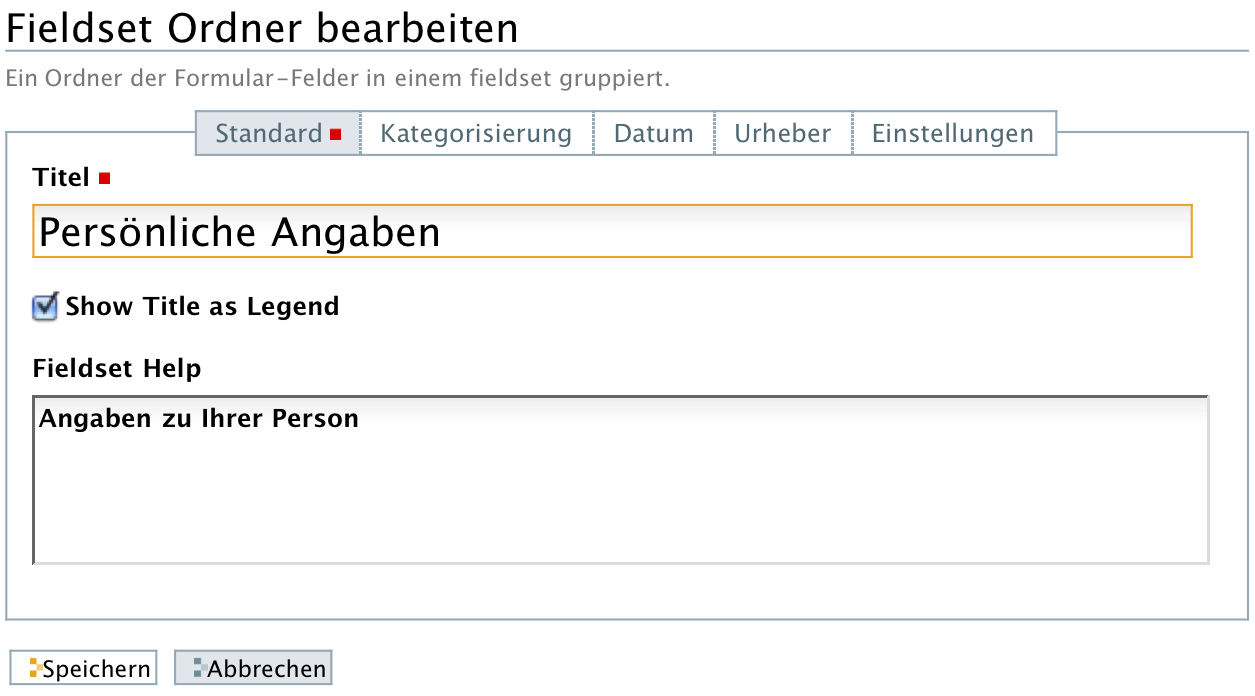 Fieldset Ordner bearbeiten
Ein Ordner der Formular-Felder in einem fieldset gruppiert.
Standard Kategorisierung Datum Urheber Einstellungen
Titel
Persönliche Angaben
Show Title as Legend
Fieldset Help
Angaben zu Ihrer Person
Speichern Abbrechen